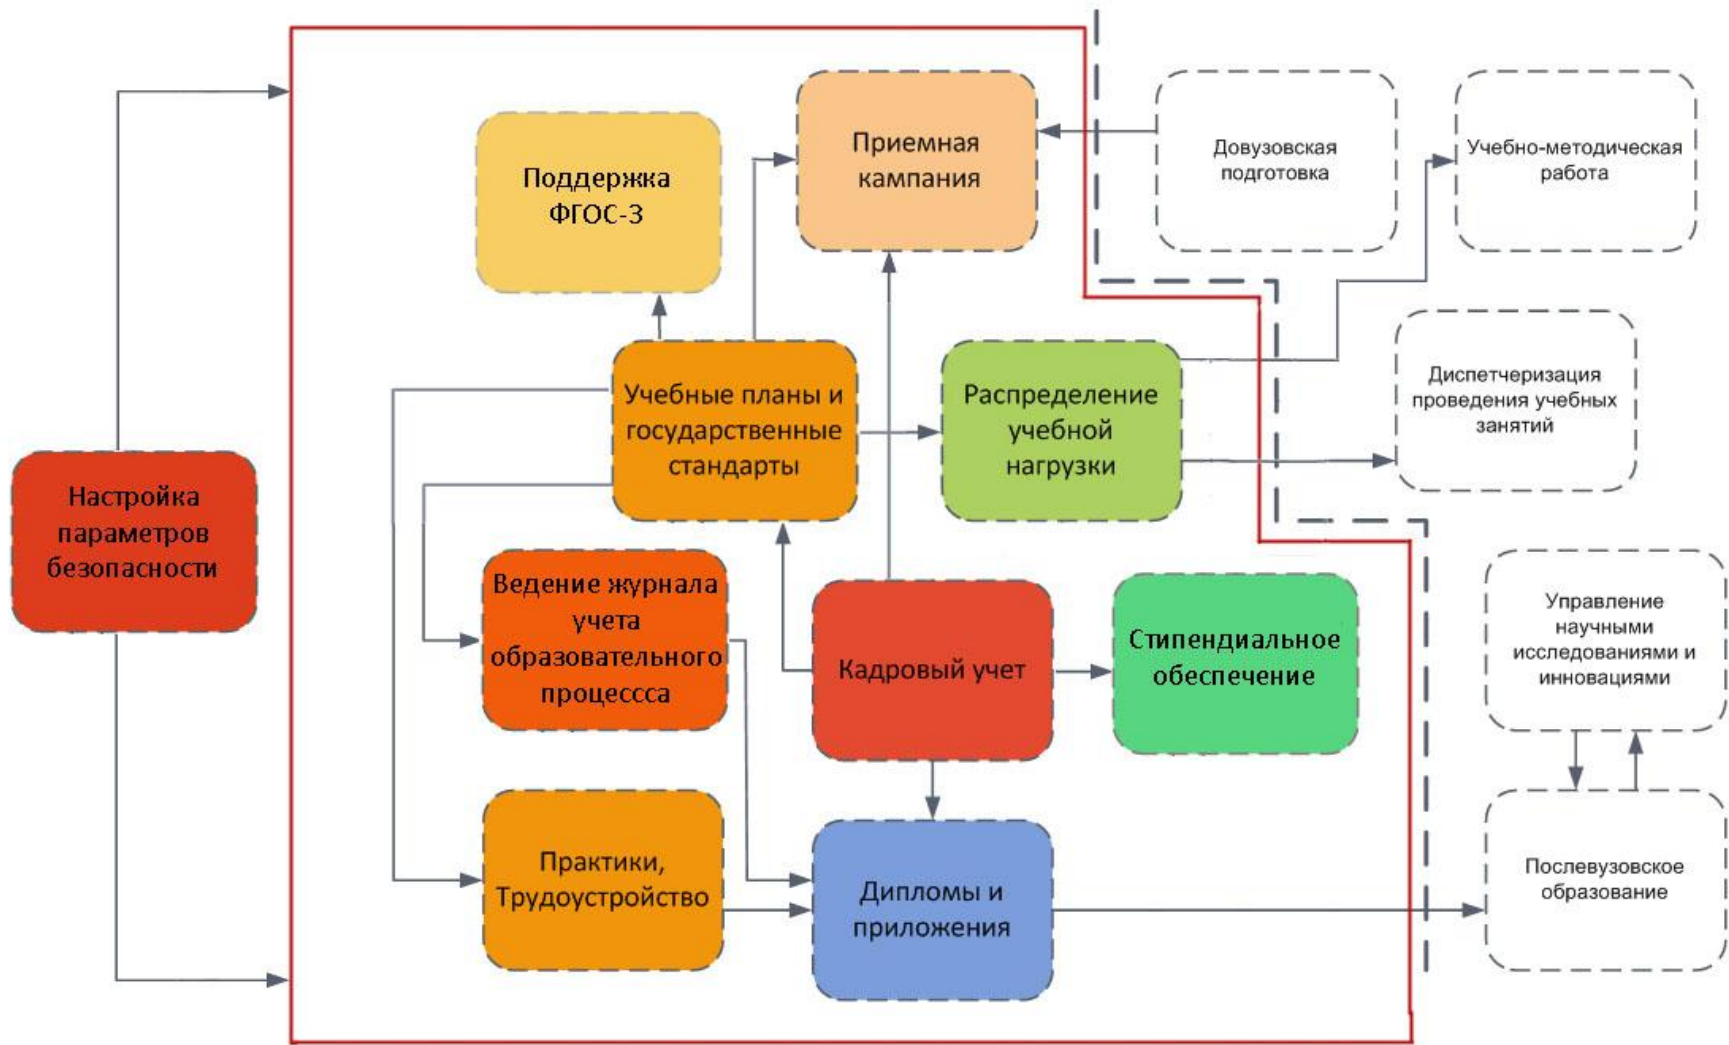 Приемная
кампания
Довузовская
подготовка
Учебно-методическая
работа
Поддержка
ФГОС-3
Учебные планы и
государственные
стандарты
Распределение
учебной
нагрузки
Диспетчеризация
проведения учебных
занятий
Настройка
параметров
безопасности
Ведение журнала
учета
образовательного
процессса
Кадровый учет
Стипендиальное
обеспечение
Управление
научными
исследованиями и
инновациями
Практики,
Трудоустройство
Дипломы и
приложения
Послевузовское
образование